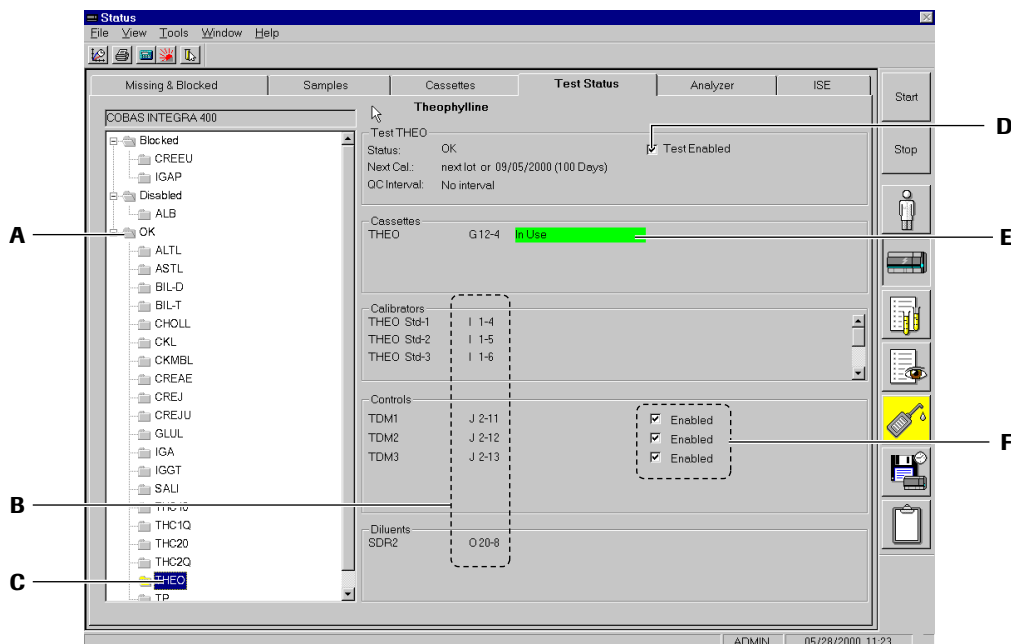 Status
File View Tools Window Help
Missing & Blocked Samples Cassettes Test Status Analyzer ISE
Start
Stop
COBAS INTEGRA 400
Blocked
CREEU
IGAP
Disabled
ALB
OK
ALTL
ASTL
BIL-D
BIL-T
CHOLL
CKL
CKMBL
CREAE
CREJ
CREJU
GLUL
IGA
IGGT
SALI
THC1Q
THC20
THC2Q
THEO
TP
Theophylline
Test THEO
Status: OK Test Enabled
Next Cal.: next lot or 09/05/2000 (100 Days)
QC Interval: No interval
Cassettes
THEO G 12-4 In Use
Calibrators
THEO Std-1 I 1-4
THEO Std-2 I 1-5
THEO Std-3 I 1-6
Controls
TDM1 J 2-11 Enabled
TDM2 J 2-12 Enabled
TDM3 J 2-13 Enabled
Diluents
SDR2 O 20-8
ADMIN 05/28/2000 11:23
A
B
C
D
E
F